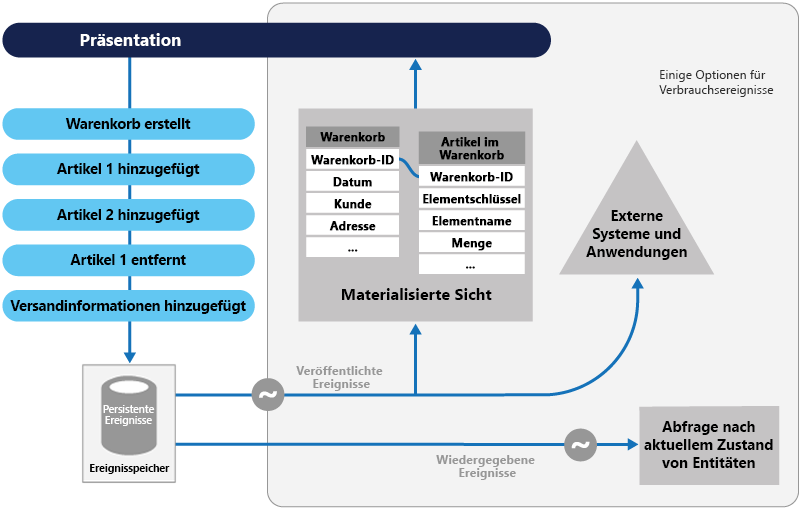 Präsentation
Einige Optionen für
Verbrauchsereignisse
Warenkorb erstellt
Artikel 1 hinzugefügt
Artikel 2 hinzugefügt
Artikel 1 entfernt
Versandinformationen hinzugefügt
Warenkorb
Warenkorb-ID
Datum
Kunde
Adresse
...
Artikel im
Warenkorb
Warenkorb-ID
Elementschlüssel
Elementname
Menge
...
Materialisierte Sicht
Externe
Systeme und
Anwendungen
Persistente
Ereignisse
Ereignisspeicher
Veröffentlichte
Ereignisse
~
Wiedergegebene
Ereignisse
~
Abfrage nach
aktuellem Zustand
von Entitäten